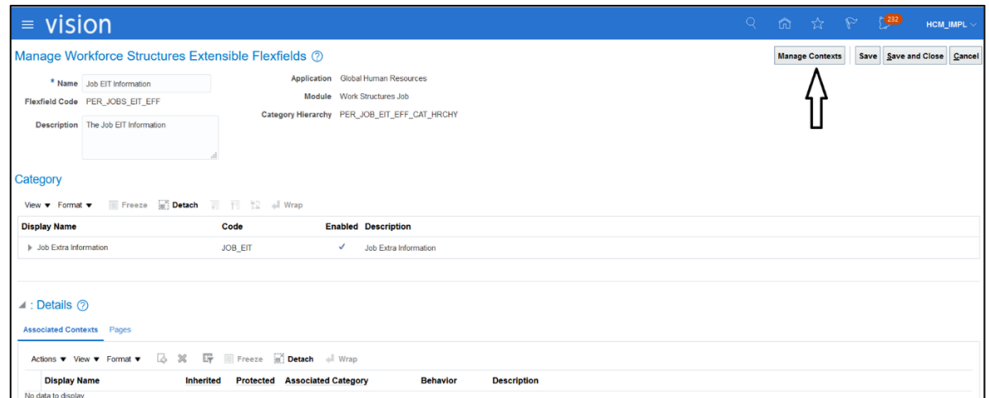 vision
232
HCM_IMPL
Manage Workforce Structures Extensible Flexfields
Manage Contexts Save Save and Close Cancel
* Name Job EIT Information
Flexfield Code PER_JOBS_EIT_EFF
Description The Job EIT Information
Application Global Human Resources
Module Work Structures Job
Category Hierarchy PER_JOB_EIT_EFF_CAT_HRCHY
Category
View Format Freeze Detach Wrap
Display Name Code Enabled Description
Job Extra Information JOB_EIT Job Extra Information
: Details
Associated Contexts Pages
Actions View Format Freeze Detach Wrap
Display Name Inherited Protected Associated Category Behavior Description
No data to display